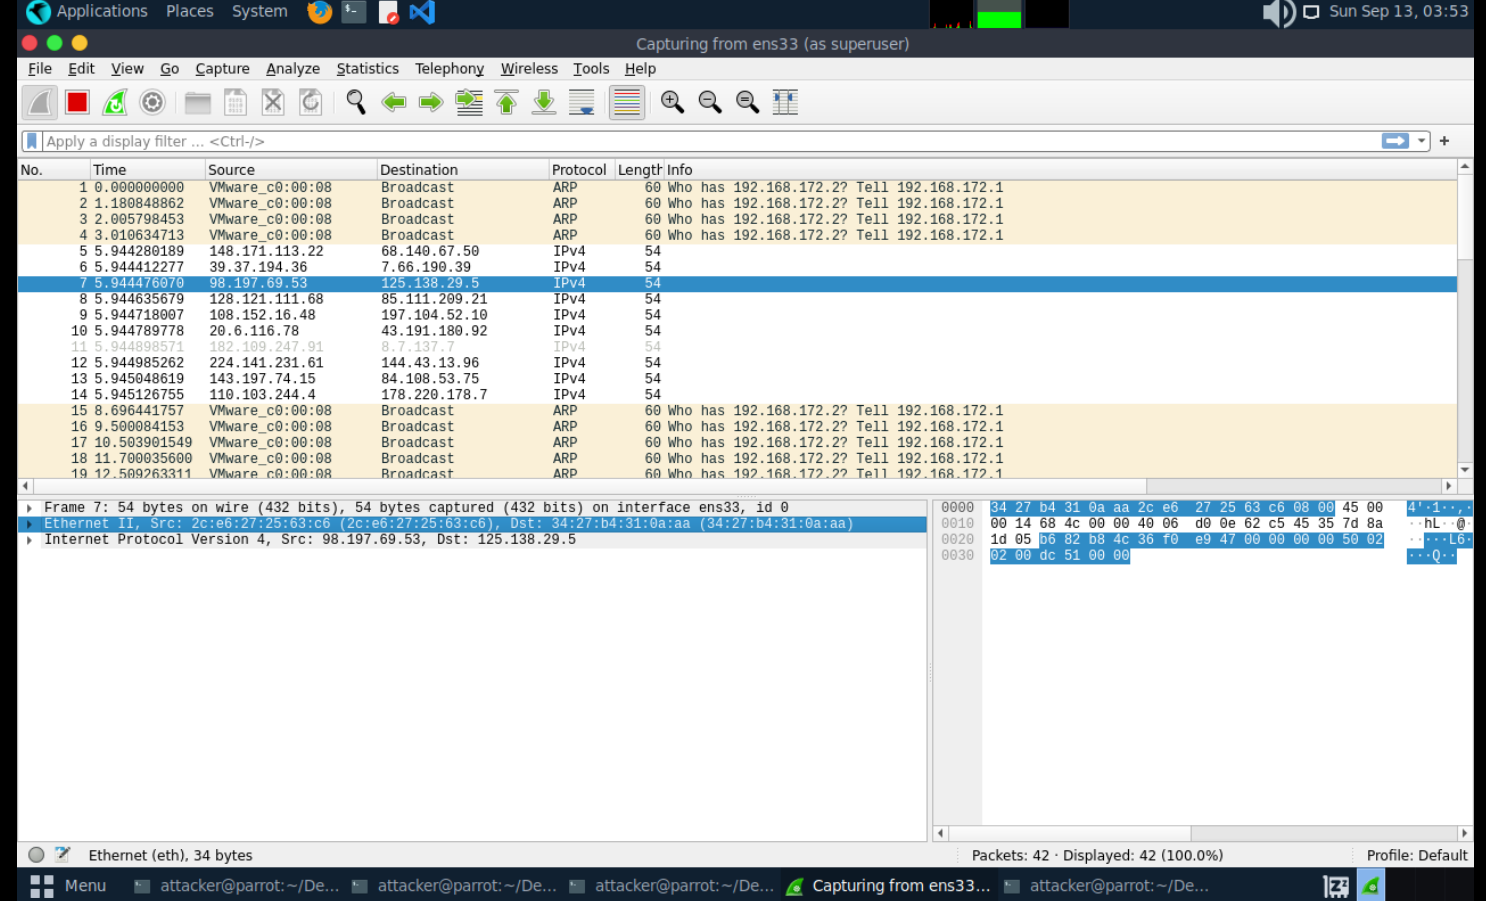 Applications Places System Sun Sep 13, 03:53
Capturing from ens33 (as superuser)
File Edit View Go Capture Analyze Statistics Telephony Wireless Tools Help
Apply a display filter ... <Ctrl-/> +
No. Time Source Destination Protocol Length Info
1 0.000000000 VMware_c0:00:08 Broadcast ARP 60 Who has 192.168.172.2? Tell 192.168.172.1
2 1.180848862 VMware_c0:00:08 Broadcast ARP 60 Who has 192.168.172.2? Tell 192.168.172.1
3 2.005798453 VMware_c0:00:08 Broadcast ARP 60 Who has 192.168.172.2? Tell 192.168.172.1
4 3.010634713 VMware_c0:00:08 Broadcast ARP 60 Who has 192.168.172.2? Tell 192.168.172.1
5 5.944280189 148.171.113.22 68.140.67.50 IPv4 54
6 5.944412277 39.37.194.36 7.66.190.39 IPv4 54
7 5.944476070 98.197.69.53 125.138.29.5 IPv4 54
8 5.944635679 128.121.111.68 85.111.209.21 IPv4 54
9 5.944718007 108.152.16.48 197.104.52.10 IPv4 54
10 5.944789778 20.6.116.78 43.191.180.92 IPv4 54
11 5.944898571 182.109.247.91 8.7.137.7 IPv4 54
12 5.944985262 224.141.231.61 144.43.13.96 IPv4 54
13 5.945048619 143.197.74.15 84.108.53.75 IPv4 54
14 5.945126755 110.103.244.4 178.220.178.7 IPv4 54
15 8.696441757 VMware_c0:00:08 Broadcast ARP 60 Who has 192.168.172.2? Tell 192.168.172.1
16 9.500084153 VMware_c0:00:08 Broadcast ARP 60 Who has 192.168.172.2? Tell 192.168.172.1
17 10.503901549 VMware_c0:00:08 Broadcast ARP 60 Who has 192.168.172.2? Tell 192.168.172.1
18 11.700035600 VMware_c0:00:08 Broadcast ARP 60 Who has 192.168.172.2? Tell 192.168.172.1
19 12.509263311 VMware_c0:00:08 Broadcast ARP 60 Who has 192.168.172.2? Tell 192.168.172.1
Frame 7: 54 bytes on wire (432 bits), 54 bytes captured (432 bits) on interface ens33, id 0
Ethernet II, Src: 2c:e6:27:25:63:c6 (2c:e6:27:25:63:c6), Dst: 34:27:b4:31:0a:aa (34:27:b4:31:0a:aa)
Internet Protocol Version 4, Src: 98.197.69.53, Dst: 125.138.29.5
0000 34 27 b4 31 0a aa 2c e6 27 25 63 c6 08 00 45 00 4'·1··,·
0010 00 14 68 4c 00 00 40 06 d0 0e 62 c5 45 35 7d 8a ··hL··@·
0020 1d 05 b6 82 b8 4c 36 f0 e9 47 00 00 00 00 50 02 ·····L6·
0030 02 00 dc 51 00 00 ···Q··
Ethernet (eth), 34 bytes Packets: 42 · Displayed: 42 (100.0%) Profile: Default
Menu attacker@parrot:~/De... attacker@parrot:~/De... attacker@parrot:~/De... Capturing from ens33... attacker@parrot:~/De...